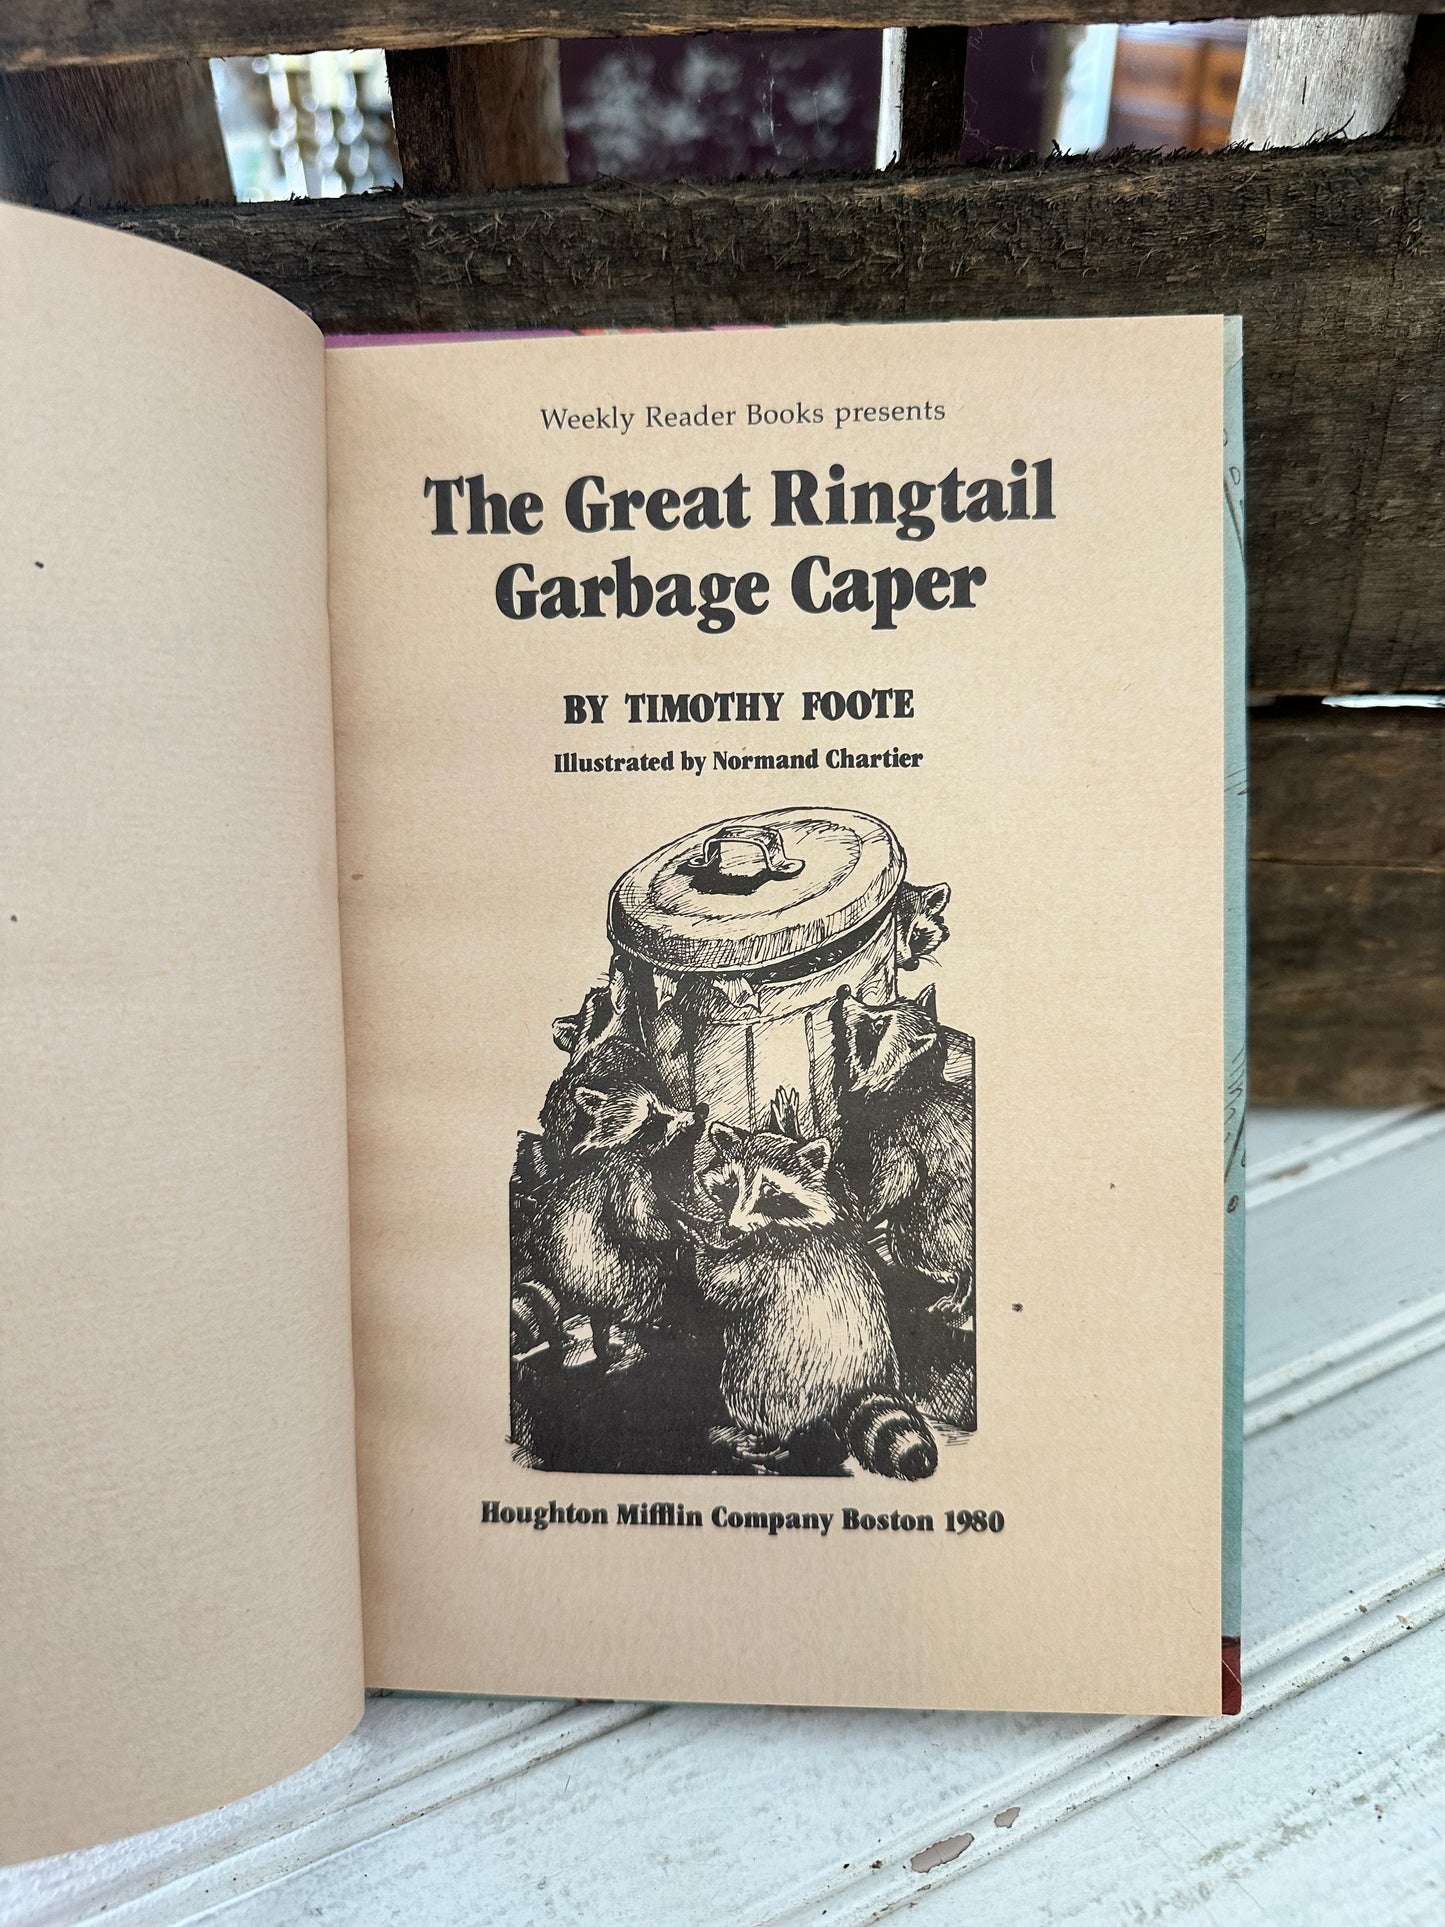 Weekly Reader Books presents
The Great Ringtail
Garbage Caper
BY TIMOTHY FOOTE
Illustrated by Normand Chartier
Houghton Mifflin Company Boston 1980